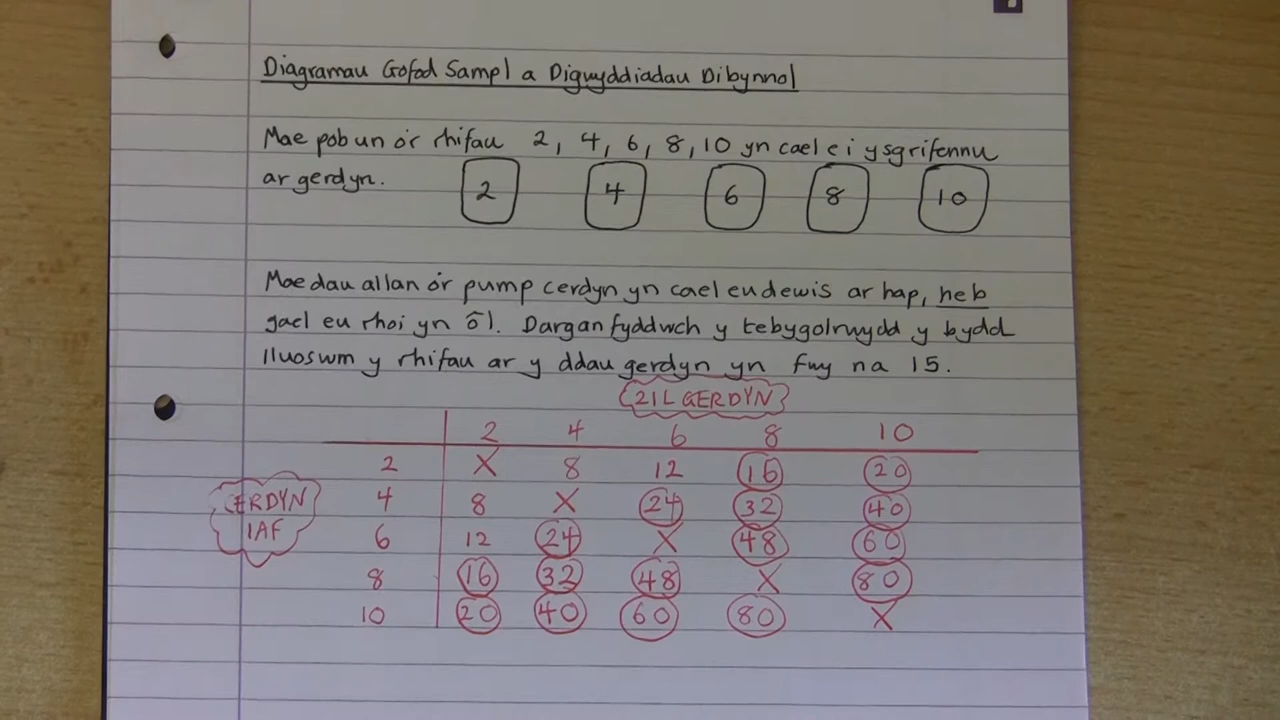 Diagramau Gofod Sampl a Digwyddiadau Dibynnol
Mae pob un o'r rhifau 2, 4, 6, 8, 10 yn cael ei ysgrifennu
ar gerdyn. 2 4 6 8 10
Mae dau allan o'r pump cerdyn yn cael eu dewis ar hap, heb
gael eu rhoi yn ôl. Darganfyddwch y tebygolrwydd y bydd
lluoswm y rhifau ar y ddau gerdyn yn fwy na 15.
2IL GERDYN
2 4 6 8 10
2 X 8 12 16 20
CERDYN 4 8 X 24 32 40
1AF 6 12 24 X 48 60
8 16 32 48 X 80
10 20 40 60 80 X